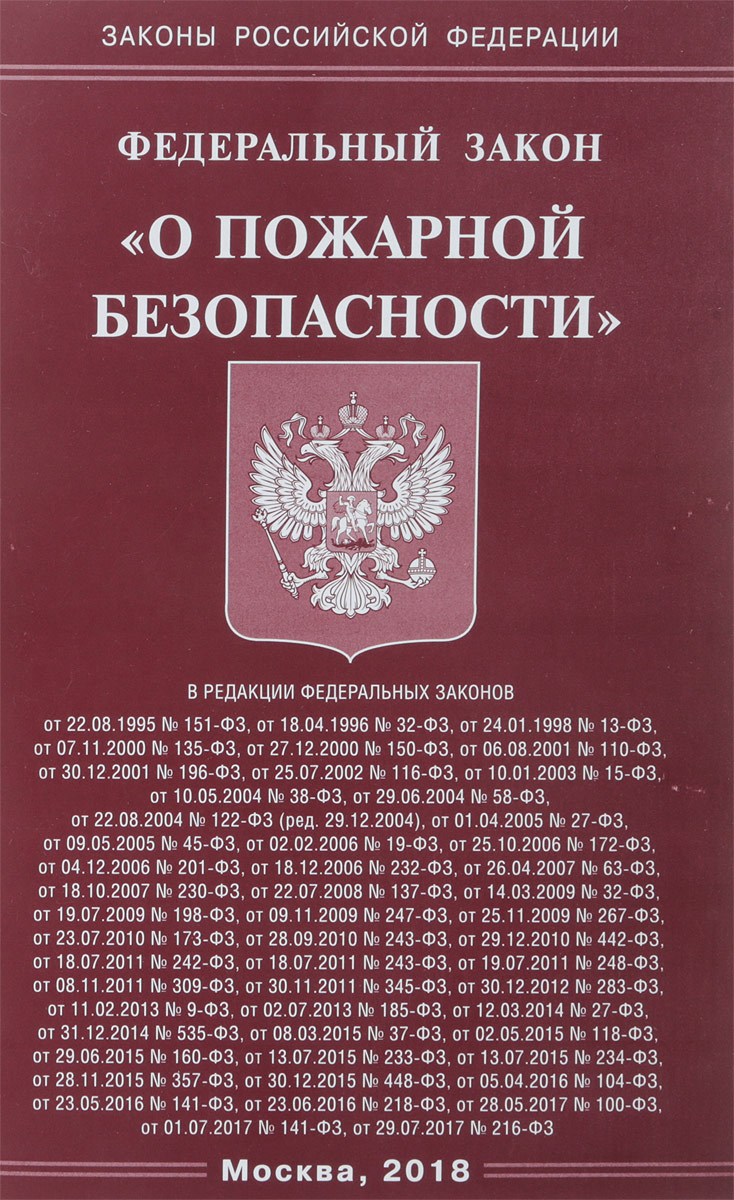 ЗАКОНЫ РОССИЙСКОЙ ФЕДЕРАЦИИ
ФЕДЕРАЛЬНЫЙ ЗАКОН
«О ПОЖАРНОЙ
БЕЗОПАСНОСТИ»
В РЕДАКЦИИ ФЕДЕРАЛЬНЫХ ЗАКОНОВ
от 22.08.1995 № 151-ФЗ, от 18.04.1996 № 32-ФЗ, от 24.01.1998 № 13-ФЗ,
от 07.11.2000 № 135-ФЗ, от 27.12.2000 № 150-ФЗ, от 06.08.2001 № 110-ФЗ,
от 30.12.2001 № 196-ФЗ, от 25.07.2002 № 116-ФЗ, от 10.01.2003 № 15-ФЗ,
от 10.05.2004 № 38-ФЗ, от 29.06.2004 № 58-ФЗ,
от 22.08.2004 № 122-ФЗ (ред. 29.12.2004), от 01.04.2005 № 27-ФЗ,
от 09.05.2005 № 45-ФЗ, от 02.02.2006 № 19-ФЗ, от 25.10.2006 № 172-ФЗ,
от 04.12.2006 № 201-ФЗ, от 18.12.2006 № 232-ФЗ, от 26.04.2007 № 63-ФЗ,
от 18.10.2007 № 230-ФЗ, от 22.07.2008 № 137-ФЗ, от 14.03.2009 № 32-ФЗ,
от 19.07.2009 № 198-ФЗ, от 09.11.2009 № 247-ФЗ, от 25.11.2009 № 267-ФЗ,
от 23.07.2010 № 173-ФЗ, от 28.09.2010 № 243-ФЗ, от 29.12.2010 № 442-ФЗ,
от 18.07.2011 № 242-ФЗ, от 18.07.2011 № 243-ФЗ, от 19.07.2011 № 248-ФЗ,
от 08.11.2011 № 309-ФЗ, от 30.11.2011 № 345-ФЗ, от 30.12.2012 № 283-ФЗ,
от 11.02.2013 № 9-ФЗ, от 02.07.2013 № 185-ФЗ, от 12.03.2014 № 27-ФЗ,
от 31.12.2014 № 535-ФЗ, от 08.03.2015 № 37-ФЗ, от 02.05.2015 № 118-ФЗ,
от 29.06.2015 № 160-ФЗ, от 13.07.2015 № 233-ФЗ, от 13.07.2015 № 234-ФЗ,
от 28.11.2015 № 357-ФЗ, от 30.12.2015 № 448-ФЗ, от 05.04.2016 № 104-ФЗ,
от 23.05.2016 № 141-ФЗ, от 23.06.2016 № 218-ФЗ, от 28.05.2017 № 100-ФЗ,
от 01.07.2017 № 141-ФЗ, от 29.07.2017 № 216-ФЗ
Москва, 2018